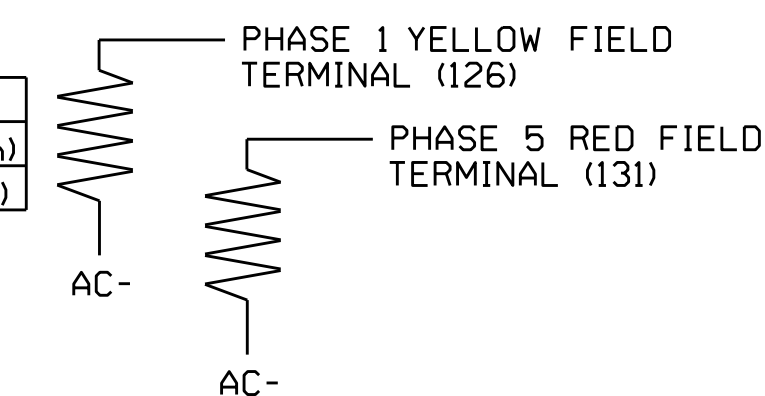 PHASE 1 YELLOW FIELD
TERMINAL (126)
PHASE 5 RED FIELD
TERMINAL (131)
)
)
AC-
AC-